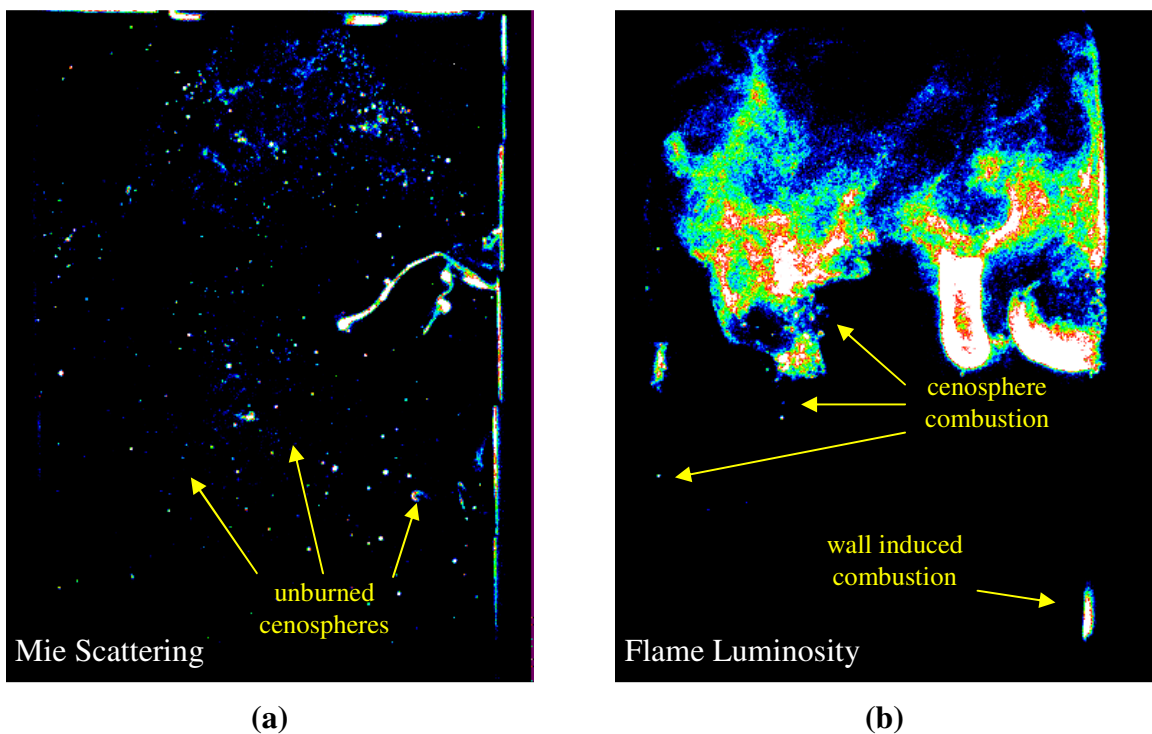 unburned
cenospheres
Mie Scattering
(a)
cenosphere
combustion
wall induced
combustion
Flame Luminosity
(b)